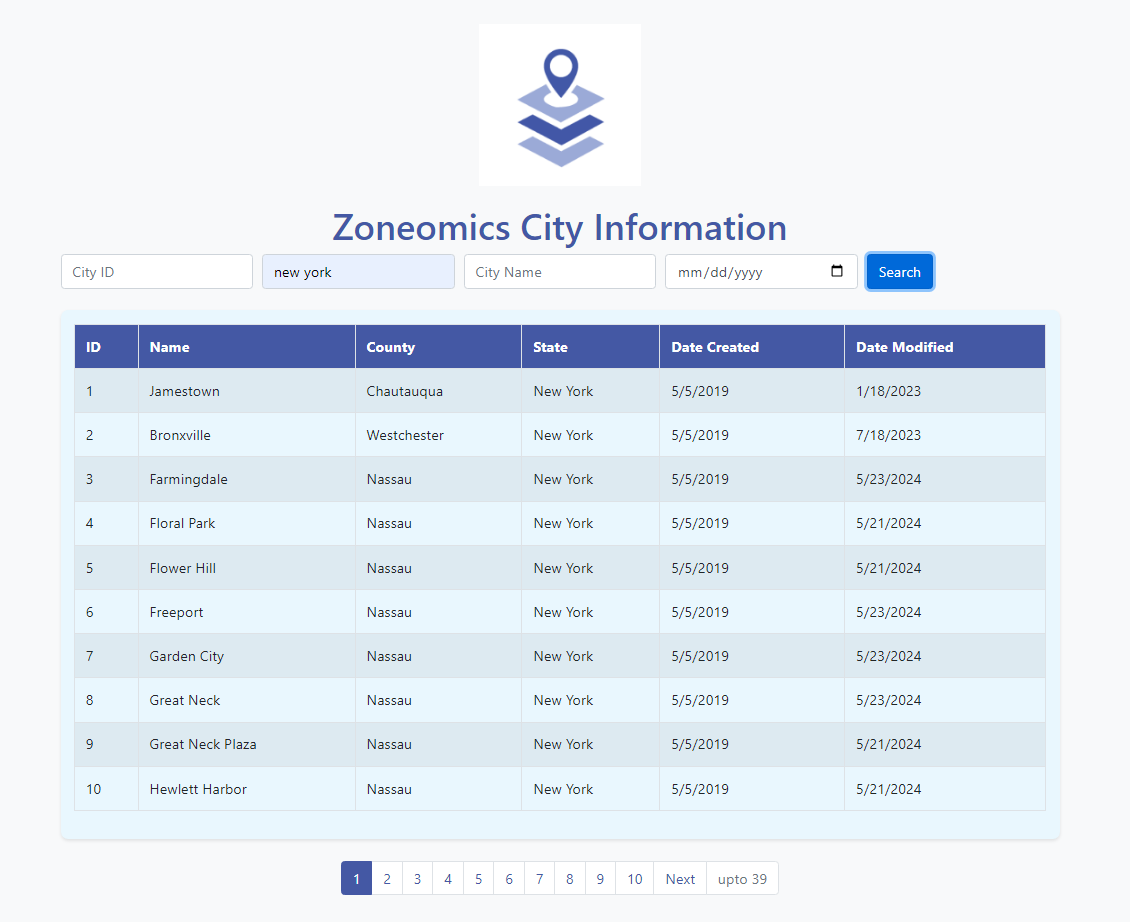 Zoneomics City Information
City ID new york City Name mm/dd/yyyy Search
ID Name County State Date Created Date Modified
1 Jamestown Chautauqua New York 5/5/2019 1/18/2023
2 Bronxville Westchester New York 5/5/2019 7/18/2023
3 Farmingdale Nassau New York 5/5/2019 5/23/2024
4 Floral Park Nassau New York 5/5/2019 5/21/2024
5 Flower Hill Nassau New York 5/5/2019 5/21/2024
6 Freeport Nassau New York 5/5/2019 5/23/2024
7 Garden City Nassau New York 5/5/2019 5/23/2024
8 Great Neck Nassau New York 5/5/2019 5/23/2024
9 Great Neck Plaza Nassau New York 5/5/2019 5/21/2024
10 Hewlett Harbor Nassau New York 5/5/2019 5/21/2024
1 2 3 4 5 6 7 8 9 10 Next upto 39